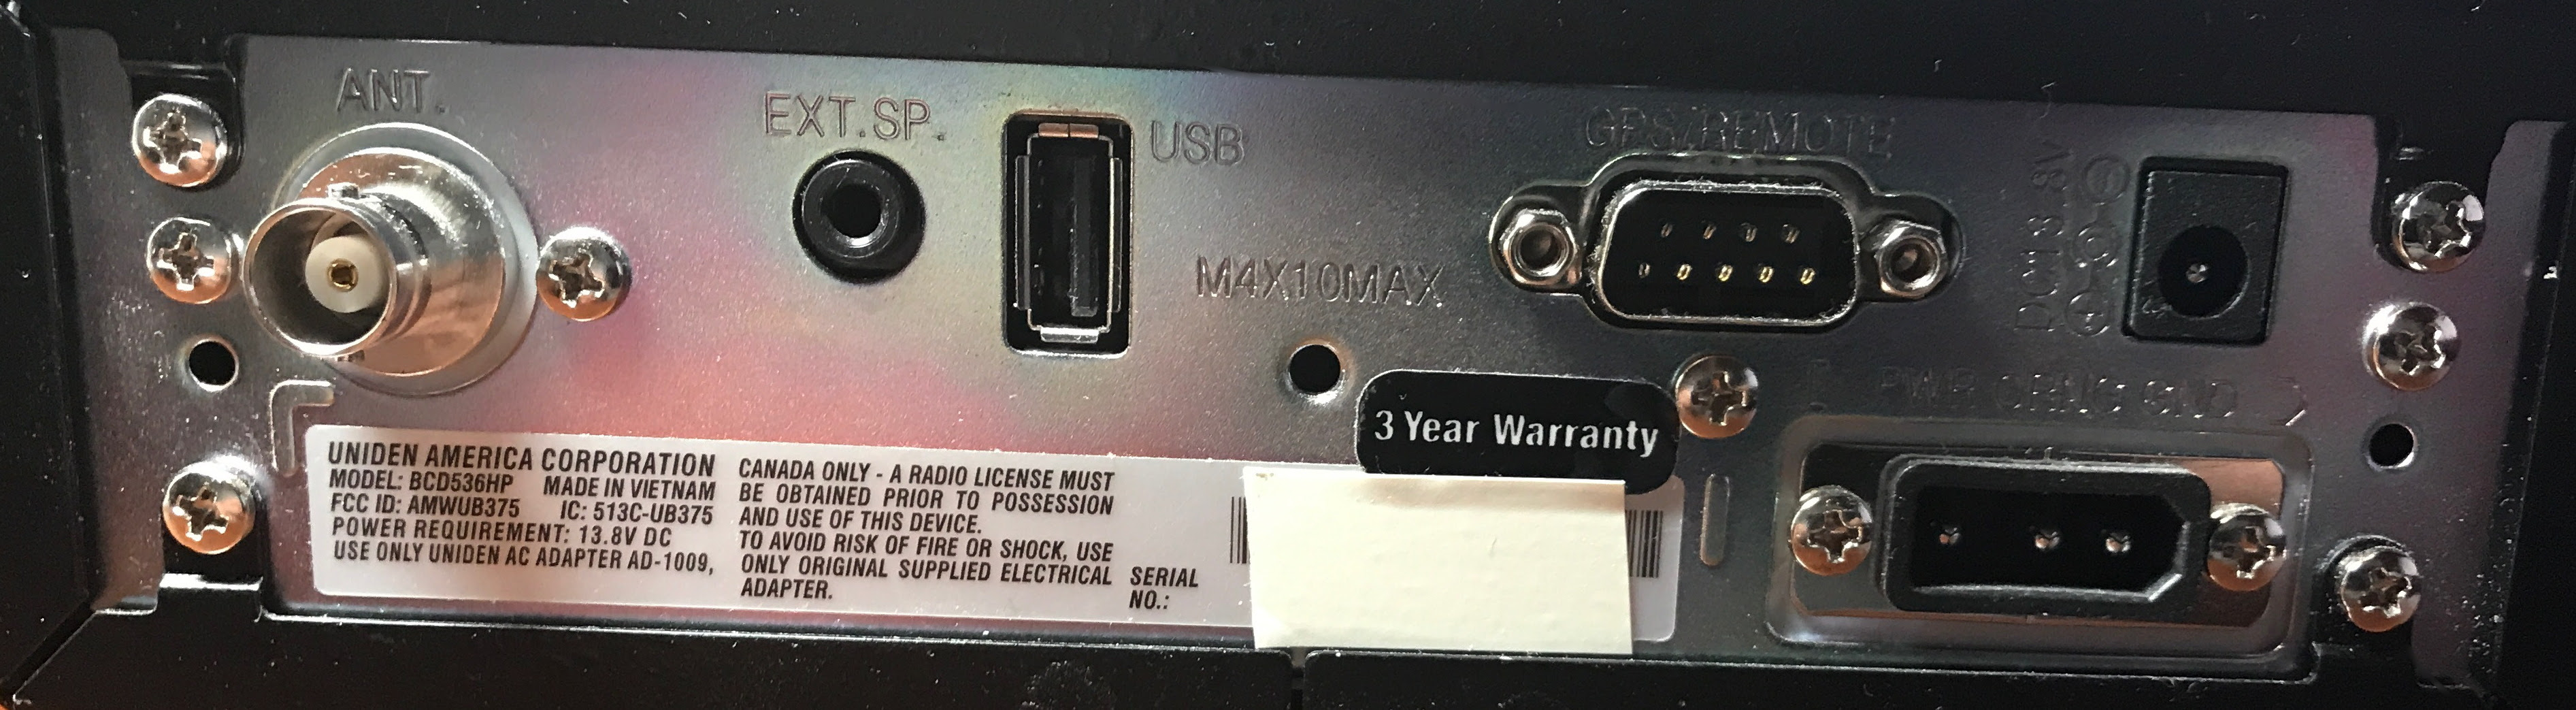 ANT.
EXT.SP.
USB
GPS/REMOTE
DC13.8V
M4X10MAX
PWR ORNG GND
3 Year Warranty
UNIDEN AMERICA CORPORATION
MODEL: BCD536HP MADE IN VIETNAM
FCC ID: AMWUB375 IC: 513C-UB375
POWER REQUIREMENT: 13.8V DC
USE ONLY UNIDEN AC ADAPTER AD-1009,
CANADA ONLY - A RADIO LICENSE MUST
BE OBTAINED PRIOR TO POSSESSION
AND USE OF THIS DEVICE.
TO AVOID RISK OF FIRE OR SHOCK, USE
ONLY ORIGINAL SUPPLIED ELECTRICAL
ADAPTER.
SERIAL
NO.: